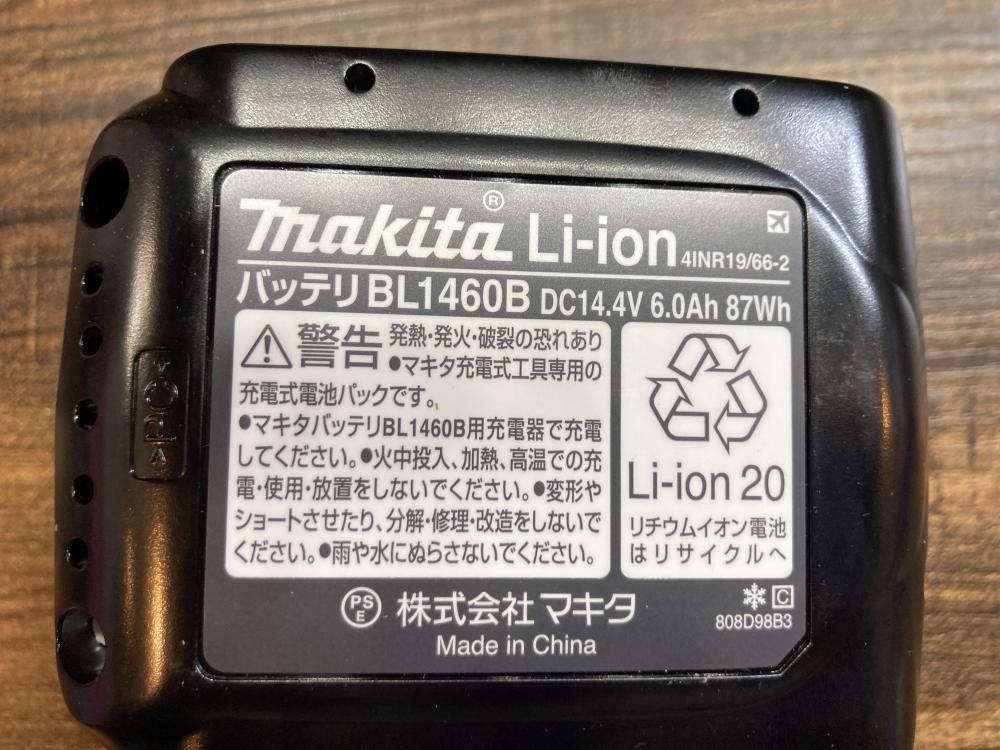 makita® Li-ion 4INR19/66-2
バッテリ BL1460B DC14.4V 6.0Ah 87Wh
警告 発熱・発火・破裂の恐れあり
●マキタ充電式工具専用の
充電式電池パックです。
●マキタバッテリBL1460B用充電器で充電
してください。●火中投入、加熱、高温での充
電・使用・放置をしないでください。●変形や
ショートさせたり、分解・修理・改造をしないで
ください。●雨や水にぬらさないでください。
Li-ion 20
リチウムイオン電池
はリサイクルへ
PSE 株式会社 マキタ
C
808D98B3
Made in China